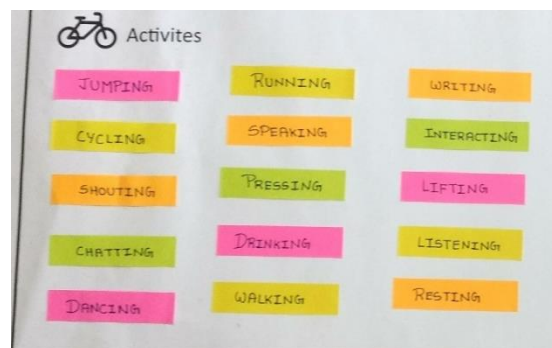 Activites
JUMPING
RUNNING
WRITING
CYCLING
SPEAKING
INTERACTING
SHOUTING
PRESSING
LIFTING
CHATTING
DRINKING
LISTENING
DANCING
WALKING
RESTING